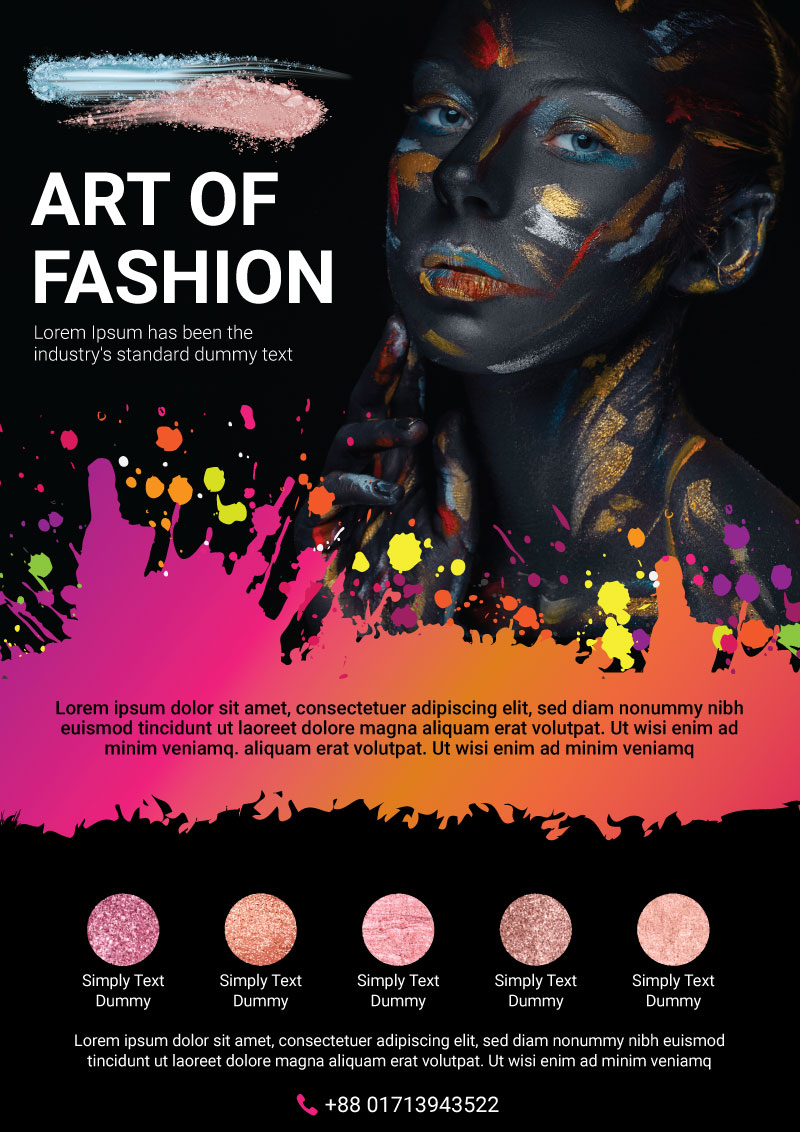 ART OF
FASHION
Lorem Ipsum has been the
industry's standard dummy text
Lorem ipsum dolor sit amet, consectetuer adipiscing elit, sed diam nonummy nibh
euismod tincidunt ut laoreet dolore magna aliquam erat volutpat. Ut wisi enim ad
minim veniamq. aliquam erat volutpat. Ut wisi enim ad minim veniamq
Simply Text
Dummy
Simply Text
Dummy
Simply Text
Dummy
Simply Text
Dummy
Simply Text
Dummy
Lorem ipsum dolor sit amet, consectetuer adipiscing elit, sed diam nonummy nibh euismod
tincidunt ut laoreet dolore magna aliquam erat volutpat. Ut wisi enim ad minim veniamq
+88 01713943522